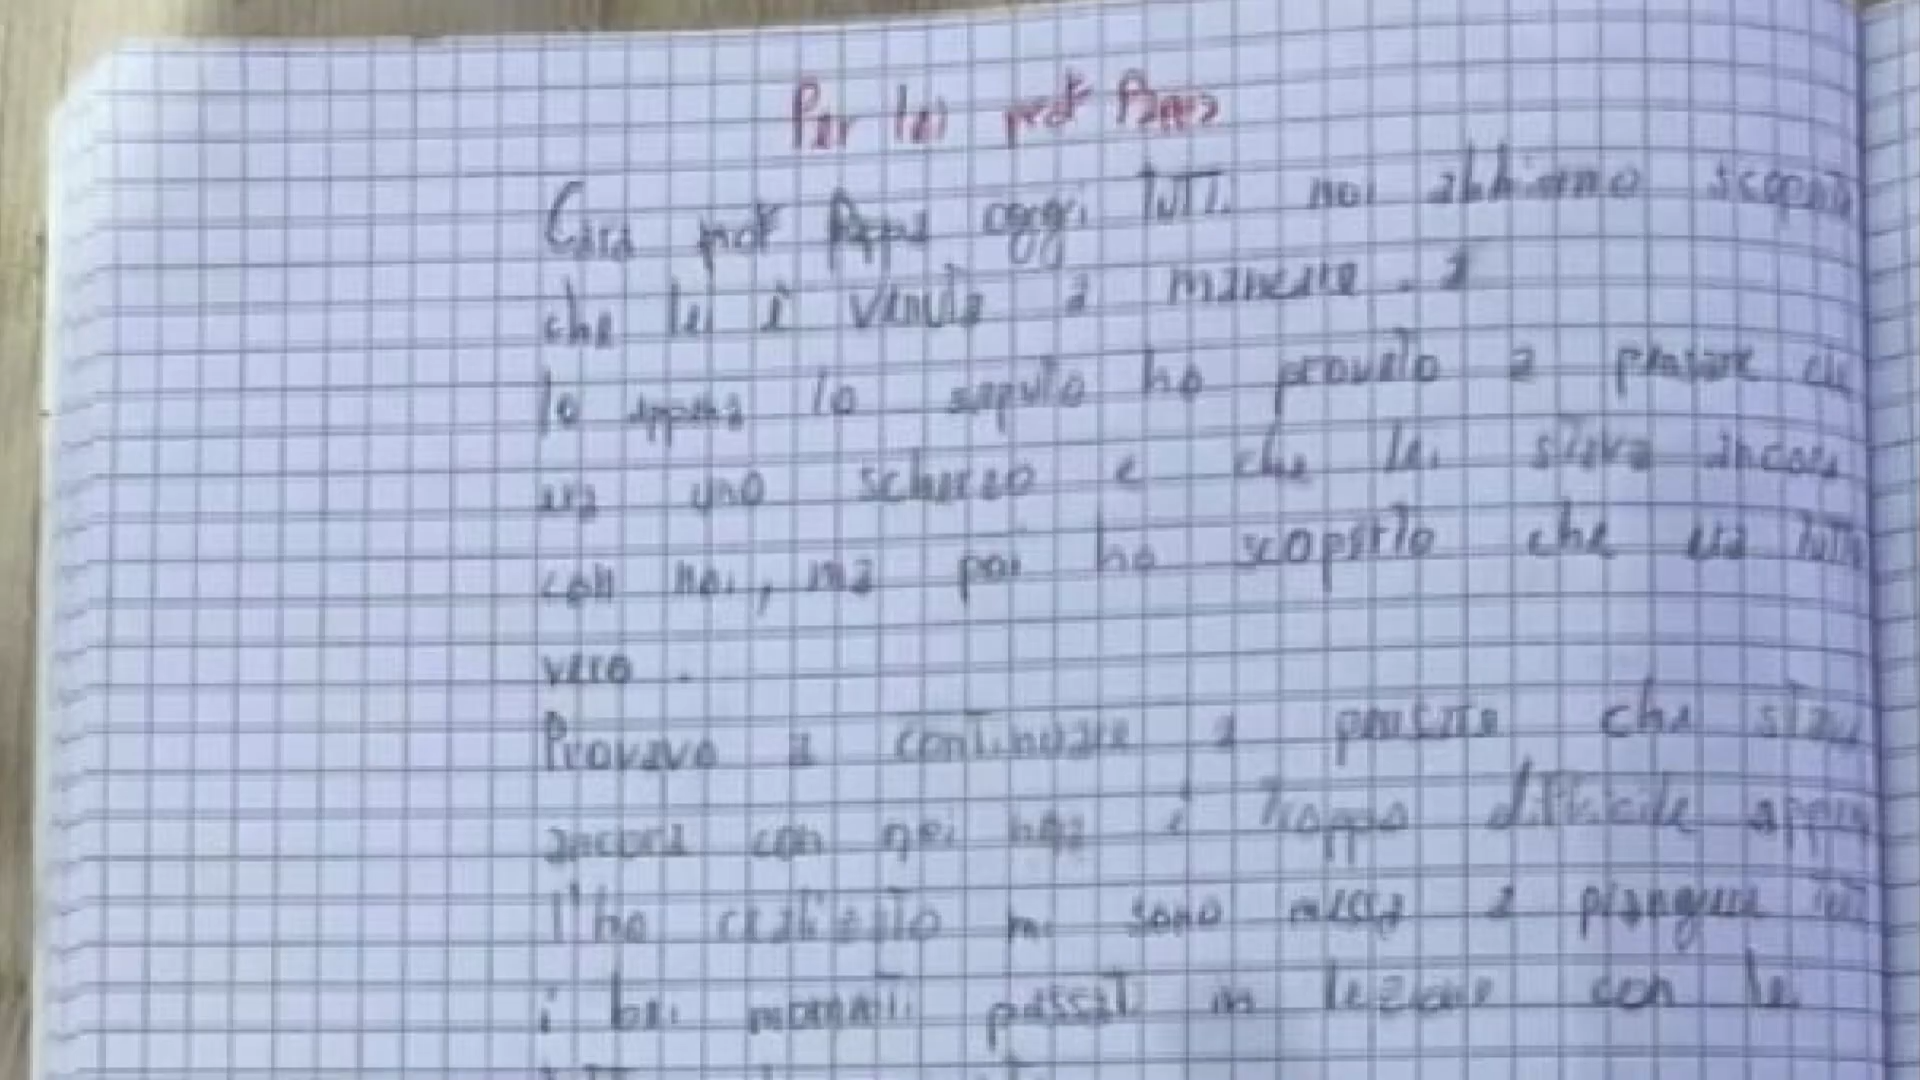 Per lei prof Pappa
Cara prof Pappa oggi tutti noi abbiamo scoperto
che lei è venuta a mancare.
Io appena lo saputo ho provato a pensare che
era uno scherzo e che lei stava ancora
con noi, ma poi ho scoperto che era tutto
vero.
Provavo a continuare a pensare che stava
ancora con noi è troppo difficile appena
l'ho realizzato mi sono messa a piangere
i bei momenti passati in lezione con lei